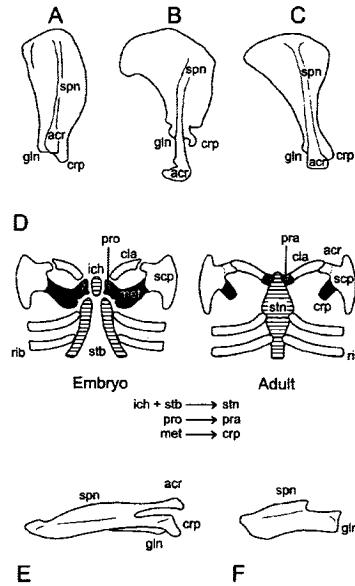 A
B
C
spn
spn
spn
gln
acr
crp
gln
crp
acr
gln
acr
crp
D
pro
ich
cla
scp
met
rib
stb
pra
cla
acr
scp
crp
stn
ri
Embryo
Adult
ich + stb → stn
pro → pra
met → crp
spn
acr
crp
gln
spn
gln
E
F